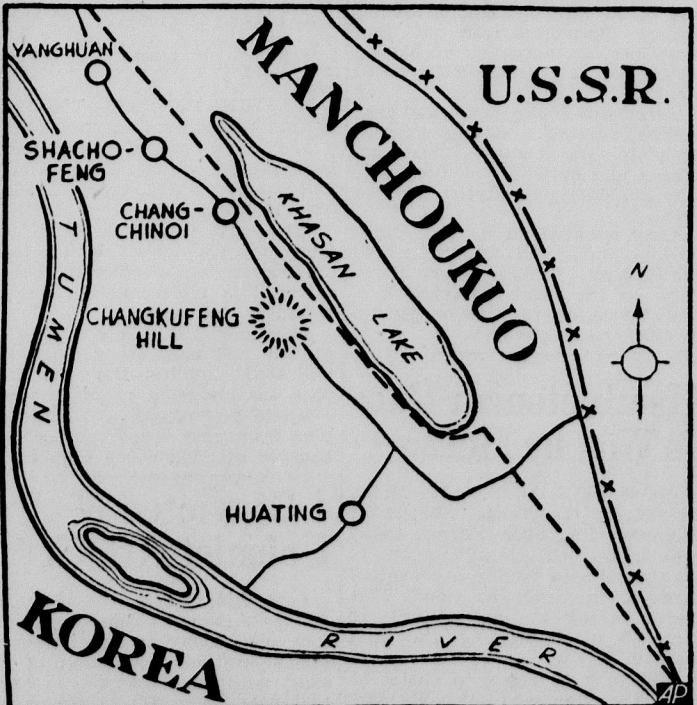 YANGHUAN
MANCHOUKUO
U.S.S.R.
SHACHO-
FENG
CHANG-
CHINOI
KHASAN
LAKE
N
CHANGKUFENG
HILL
TUMEN
RIVER
HUATING
KOREA
AP